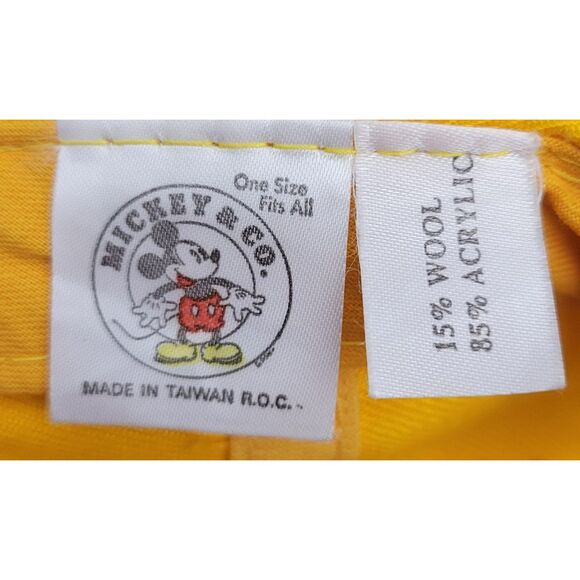 One Size
Fits All
MICKEY & CO.
MADE IN TAIWAN R.O.C.
15% WOOL
85% ACRYLIC